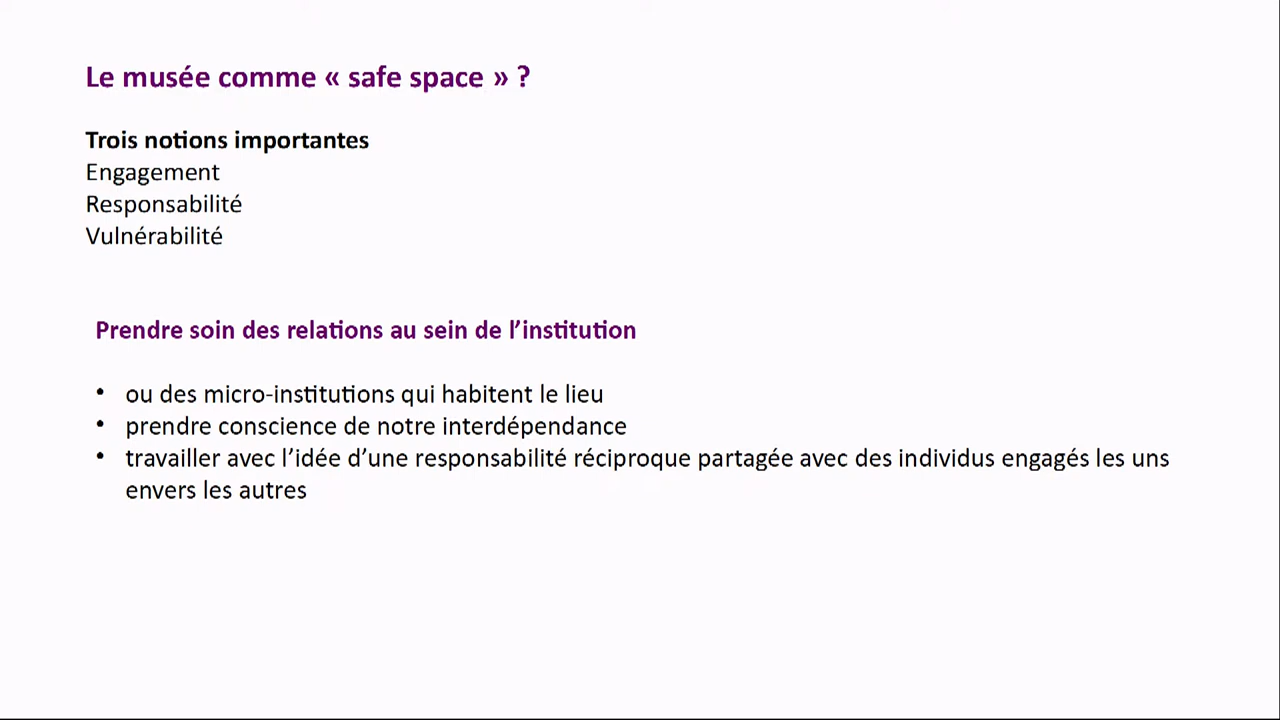 Le musée comme « safe space » ?
Trois notions importantes
Engagement
Responsabilité
Vulnérabilité
Prendre soin des relations au sein de l’institution
• ou des micro-institutions qui habitent le lieu
• prendre conscience de notre interdépendance
• travailler avec l’idée d’une responsabilité réciproque partagée avec des individus engagés les uns
envers les autres